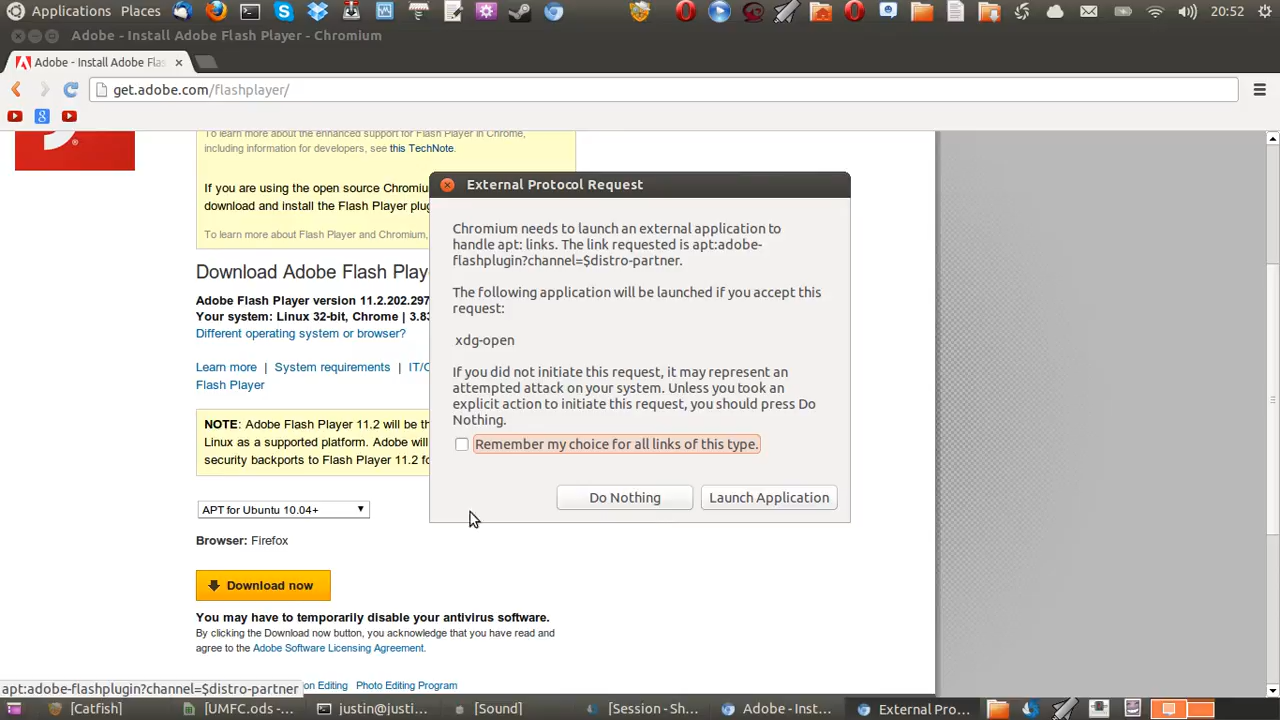 Applications Places
20:52
Adobe - Install Adobe Flash Player - Chromium
Adobe - Install Adobe Flas
get.adobe.com/flashplayer/
To learn more about the enhanced support for Flash Player in Chrome,
including information for developers, see this TechNote.
If you are using the open source Chromiu
download and install the Flash Player plug
To learn more about Flash Player and Chromium,
Download Adobe Flash Playe
Adobe Flash Player version 11.2.202.297
Your system: Linux 32-bit, Chrome | 3.83
Different operating system or browser?
Learn more | System requirements | IT/O
Flash Player
NOTE: Adobe Flash Player 11.2 will be th
Linux as a supported platform. Adobe will
security backports to Flash Player 11.2 fo
APT for Ubuntu 10.04+
Browser: Firefox
Download now
You may have to temporarily disable your antivirus software.
By clicking the Download now button, you acknowledge that you have read and
agree to the Adobe Software Licensing Agreement.
on Editing Photo Editing Program
External Protocol Request
Chromium needs to launch an external application to
handle apt: links. The link requested is apt:adobe-
flashplugin?channel=$distro-partner.
The following application will be launched if you accept this
request:
xdg-open
If you did not initiate this request, it may represent an
attempted attack on your system. Unless you took an
explicit action to initiate this request, you should press Do
Nothing.
Remember my choice for all links of this type.
Do Nothing
Launch Application
apt:adobe-flashplugin?channel=$distro-partner
[Catfish]
[UMFC.ods -...
justin@justi...
[Sound]
[Session - Sh...
Adobe - Inst...
External Pro...